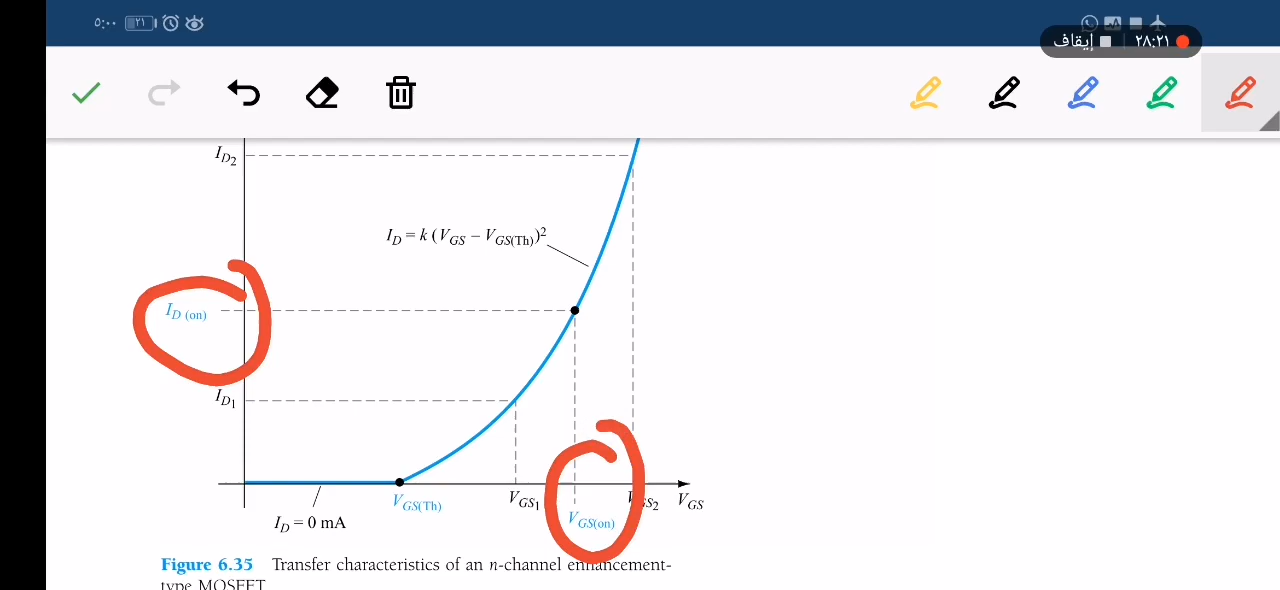 ٥:٠٠ ٢١
إيقاف ٢٨:٢١
I_D2
I_D = k (V_GS – V_GS(Th))²
I_D (on)
I_D1
V_GS(Th) V_GS1 V_GS(on) V_GS2 V_GS
I_D = 0 mA
Figure 6.35 Transfer characteristics of an n-channel enhancement-
type MOSFET